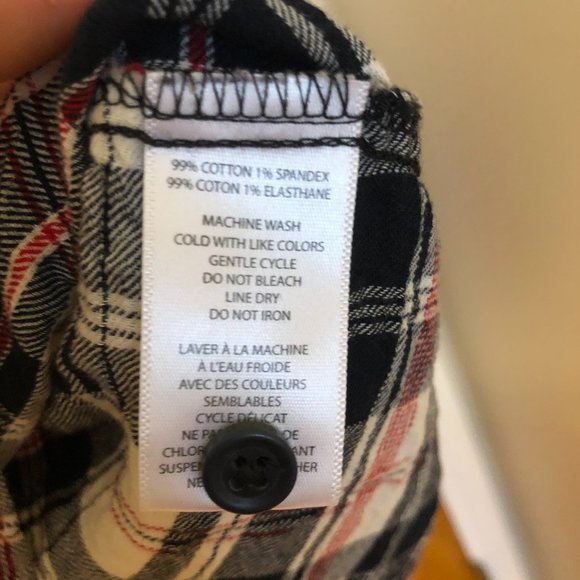 99% COTTON 1% SPANDEX
99% COTON 1% ELASTHANE
MACHINE WASH
COLD WITH LIKE COLORS
GENTLE CYCLE
DO NOT BLEACH
LINE DRY
DO NOT IRON
LAVER À LA MACHINE
À L'EAU FROIDE
AVEC DES COULEURS
SEMBLABLES
CYCLE DÉLICAT
NE